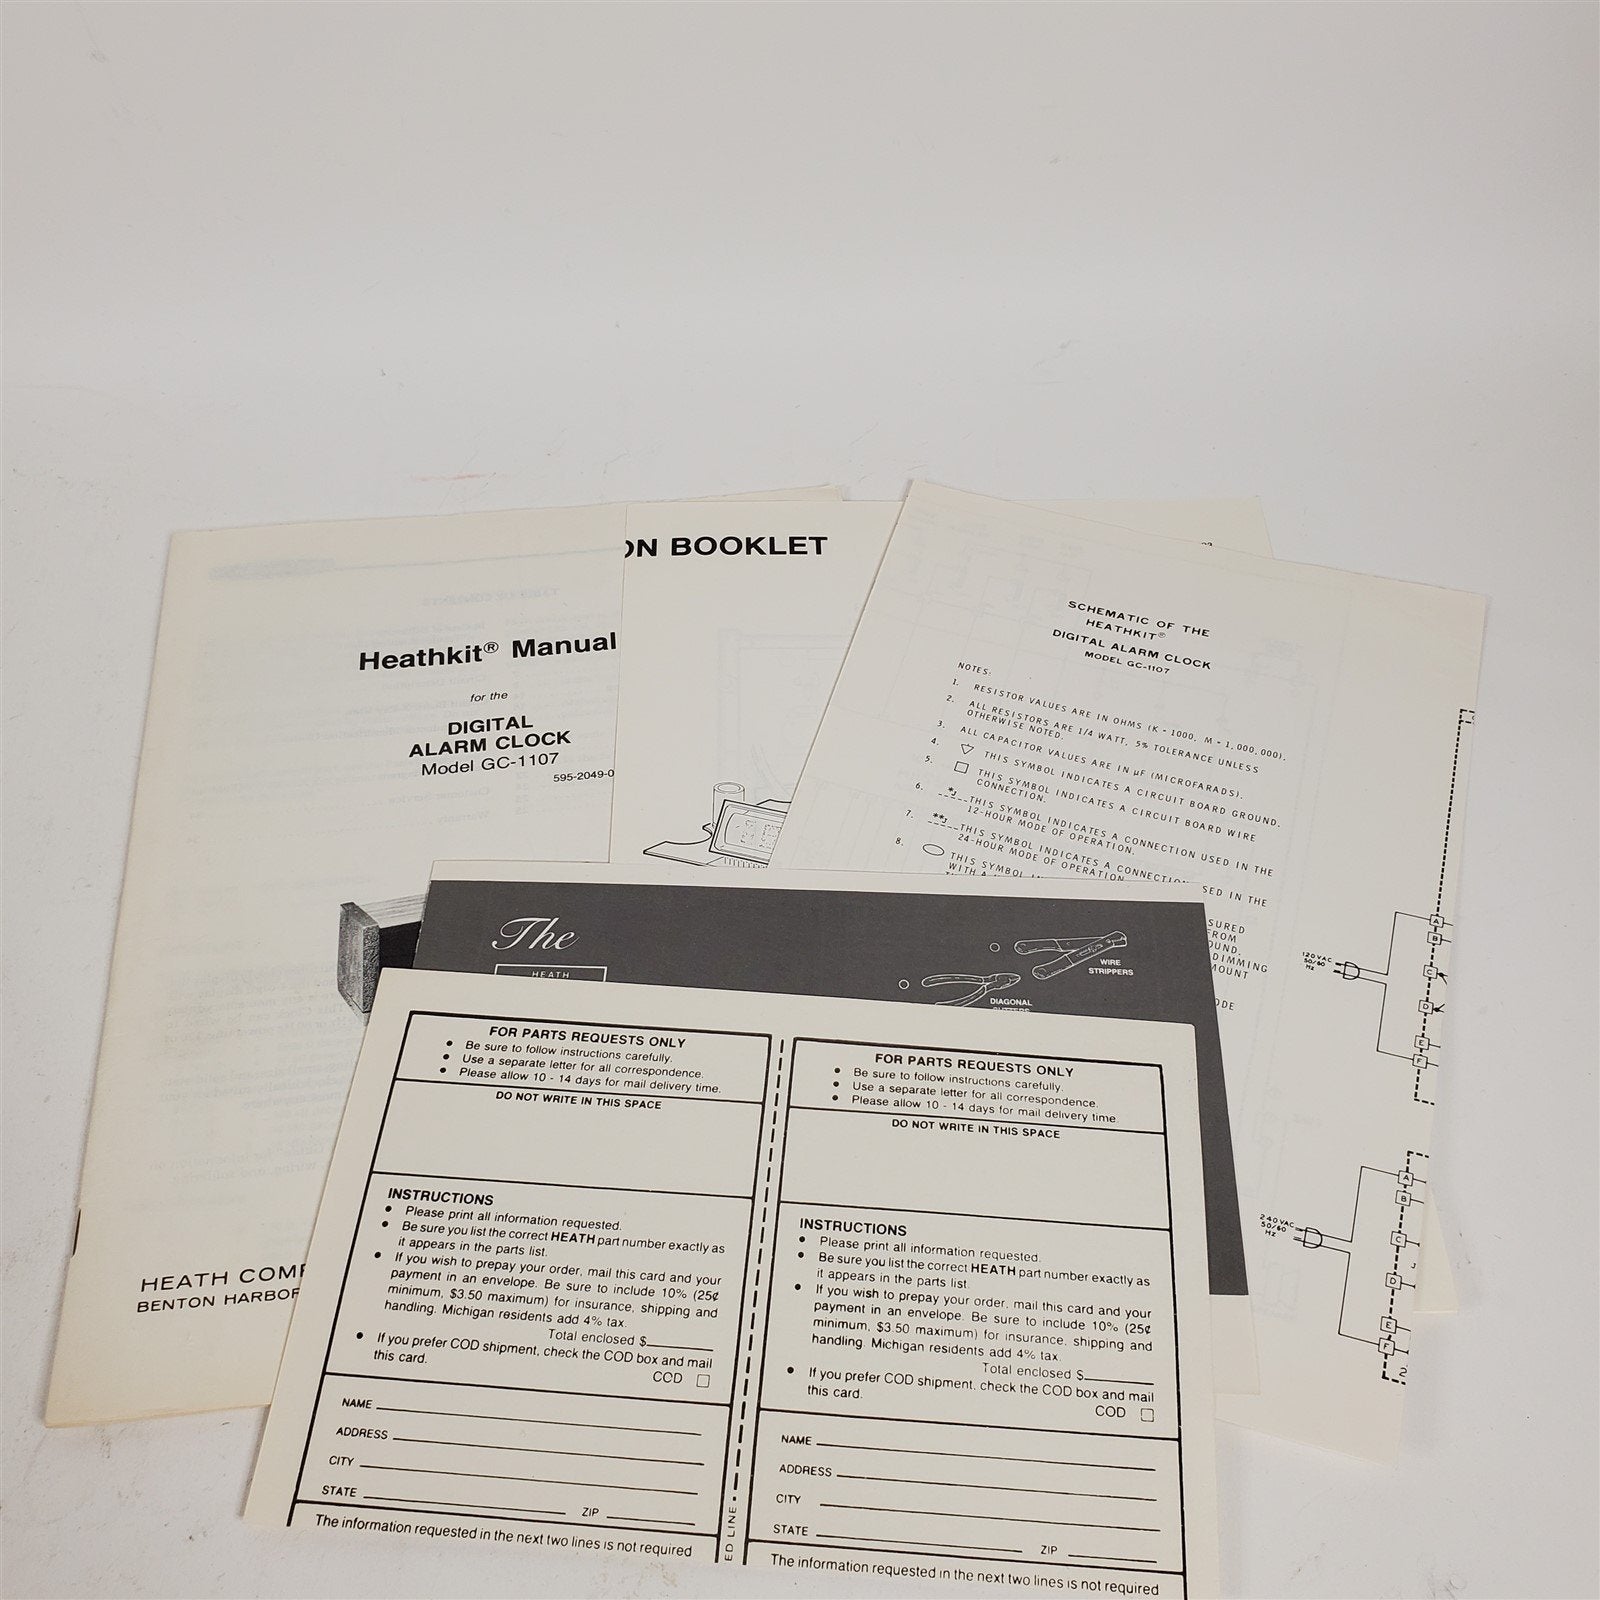 Heathkit® Manual
for the
DIGITAL
ALARM CLOCK
Model GC-1107
595-2049-0
HEATH COMP
BENTON HARBOR
ON BOOKLET
SCHEMATIC OF THE
HEATHKIT®
DIGITAL ALARM CLOCK
MODEL GC-1107
NOTES:
1. RESISTOR VALUES ARE IN OHMS (K = 1000, M = 1,000,000).
2. ALL RESISTORS ARE 1/4 WATT, 5% TOLERANCE UNLESS
OTHERWISE NOTED.
3. ALL CAPACITOR VALUES ARE IN µF (MICROFARADS).
4. THIS SYMBOL INDICATES A CIRCUIT BOARD GROUND.
5. THIS SYMBOL INDICATES A CIRCUIT BOARD WIRE
CONNECTION.
6. *J THIS SYMBOL INDICATES A CONNECTION USED IN THE
12-HOUR MODE OF OPERATION.
7. **J THIS SYMBOL INDICATES A CONNECTION USED IN THE
24-HOUR MODE OF OPERATION
8. THIS SYMBOL
WITH A
SURED
FROM
OUND.
DIMMING
MOUNT
ODE
120VAC
50/60
HZ
A
B
C
D
E
F
240VAC
50/60
HZ
A
B
C
D
E
F
2
The
HEATH
WIRE
STRIPPERS
DIAGONAL
FOR PARTS REQUESTS ONLY
• Be sure to follow instructions carefully.
• Use a separate letter for all correspondence.
• Please allow 10 - 14 days for mail delivery time.
DO NOT WRITE IN THIS SPACE
INSTRUCTIONS
• Please print all information requested.
• Be sure you list the correct HEATH part number exactly as
it appears in the parts list.
• If you wish to prepay your order, mail this card and your
payment in an envelope. Be sure to include 10% (25¢
minimum, $3.50 maximum) for insurance, shipping and
handling. Michigan residents add 4% tax.
Total enclosed $
• If you prefer COD shipment, check the COD box and mail
this card.
COD
NAME
ADDRESS
CITY
STATE ZIP
The information requested in the next two lines is not required
ED LINE
FOR PARTS REQUESTS ONLY
• Be sure to follow instructions carefully.
• Use a separate letter for all correspondence.
• Please allow 10 - 14 days for mail delivery time.
DO NOT WRITE IN THIS SPACE
INSTRUCTIONS
• Please print all information requested.
• Be sure you list the correct HEATH part number exactly as
it appears in the parts list.
• If you wish to prepay your order, mail this card and your
payment in an envelope. Be sure to include 10% (25¢
minimum, $3.50 maximum) for insurance, shipping and
handling. Michigan residents add 4% tax.
Total enclosed $
• If you prefer COD shipment, check the COD box and mail
this card.
COD
NAME
ADDRESS
CITY
STATE ZIP
The information requested in the next two lines is not required